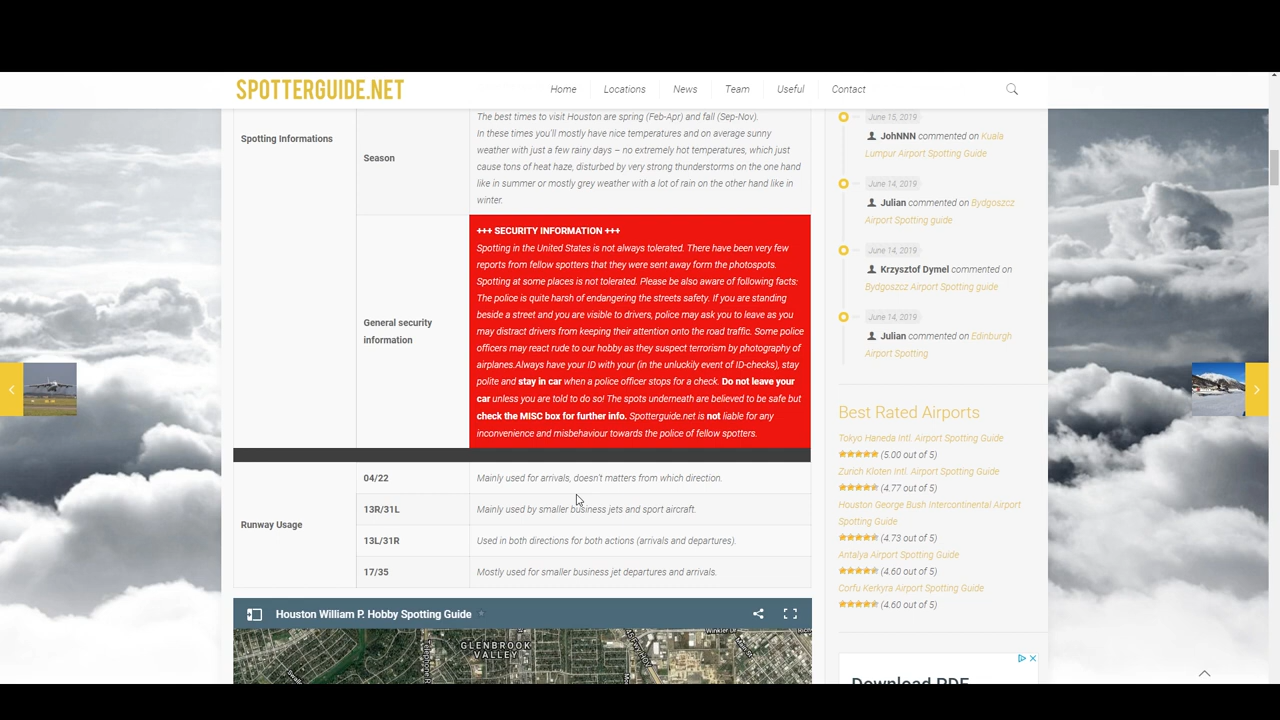 SPOTTERGUIDE.NET
Home
Locations
News
Team
Useful
Contact
Spotting Informations
Season
The best times to visit Houston are spring (Feb-Apr) and fall (Sep-Nov).
In these times you'll mostly have nice temperatures and on average sunny
weather with just a few rainy days – no extremely hot temperatures, which just
cause tons of heat haze, disturbed by very strong thunderstorms on the one hand
like in summer or mostly grey weather with a lot of rain on the other hand like in
winter.
General security
information
+++ SECURITY INFORMATION +++
Spotting in the United States is not always tolerated. There have been very few
reports from fellow spotters that they were sent away form the photospots.
Spotting at some places is not tolerated. Please be also aware of following facts:
The police is quite harsh of endangering the streets safety. If you are standing
beside a street and you are visible to drivers, police may ask you to leave as you
may distract drivers from keeping their attention onto the road traffic. Some police
officers may react rude to our hobby as they suspect terrorism by photography of
airplanes.Always have your ID with your (in the unluckily event of ID-checks), stay
polite and stay in car when a police officer stops for a check. Do not leave your
car unless you are told to do so! The spots underneath are believed to be safe but
check the MISC box for further info. Spotterguide.net is not liable for any
inconvenience and misbehaviour towards the police of fellow spotters.
Runway Usage
04/22
Mainly used for arrivals, doesn't matters from which direction.
13R/31L
Mainly used by smaller business jets and sport aircraft.
13L/31R
Used in both directions for both actions (arrivals and departures).
17/35
Mostly used for smaller business jet departures and arrivals.
Houston William P. Hobby Spotting Guide
GLENBROOK
VALLEY
Winkler Dr
June 15, 2019
JohNNN commented on Kuala
Lumpur Airport Spotting Guide
June 14, 2019
Julian commented on Bydgoszcz
Airport Spotting guide
June 14, 2019
Krzysztof Dymel commented on
Bydgoszcz Airport Spotting guide
June 14, 2019
Julian commented on Edinburgh
Airport Spotting
Best Rated Airports
Tokyo Haneda Intl. Airport Spotting Guide
(5.00 out of 5)
Zurich Kloten Intl. Airport Spotting Guide
(4.77 out of 5)
Houston George Bush Intercontinental Airport
Spotting Guide
(4.73 out of 5)
Antalya Airport Spotting Guide
(4.60 out of 5)
Corfu Kerkyra Airport Spotting Guide
(4.60 out of 5)
Download PDF